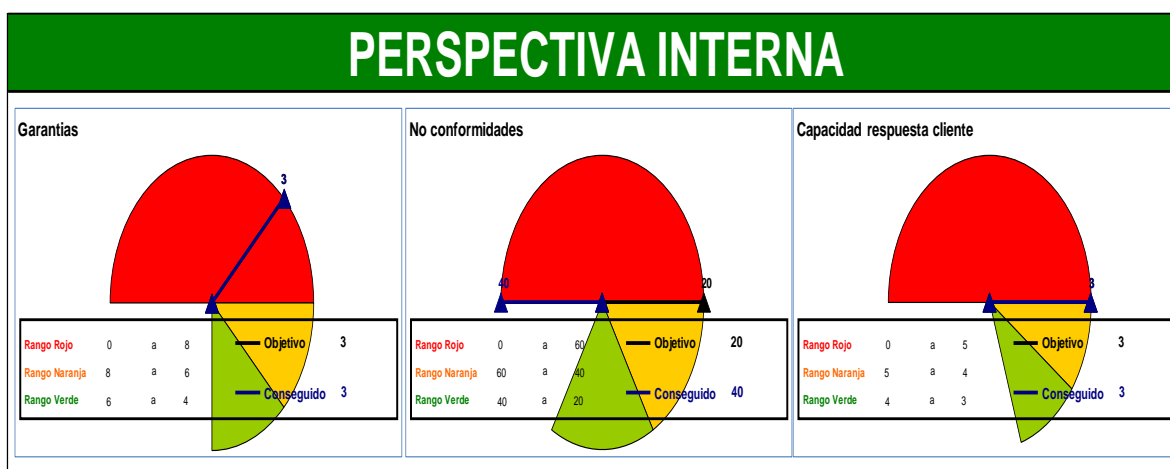 PERSPECTIVA INTERNA
Garantias
3
Rango Rojo 0 a 8
Rango Naranja 8 a 6
Rango Verde 6 a 4
Objetivo 3
Conseguido 3
No conformidades
40 20
Rango Rojo 0 a 60
Rango Naranja 60 a 40
Rango Verde 40 a 20
Objetivo 20
Conseguido 40
Capacidad respuesta cliente
3
Rango Rojo 0 a 5
Rango Naranja 5 a 4
Rango Verde 4 a 3
Objetivo 3
Conseguido 3